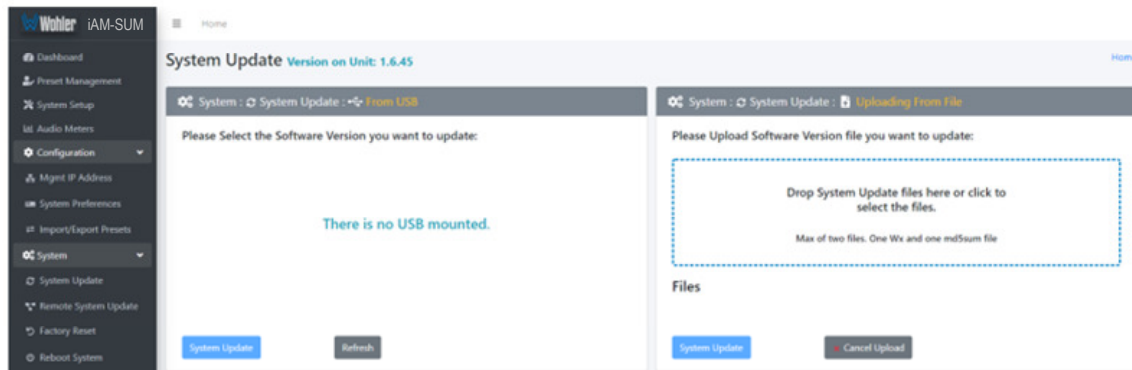 Wohler iAM-SUM
Home
Dashboard
Preset Management
System Setup
Audio Meters
Configuration
Mgmt IP Address
System Preferences
Import/Export Presets
System
System Update
Remote System Update
Factory Reset
Reboot System
System Update Version on Unit: 1.6.45
Hom
System : System Update : From USB
Please Select the Software Version you want to update:
There is no USB mounted.
System Update
Refresh
System : System Update : Uploading From File
Please Upload Software Version file you want to update:
Drop System Update files here or click to
select the files.
Max of two files. One Wx and one md5sum file
Files
System Update
Cancel Upload